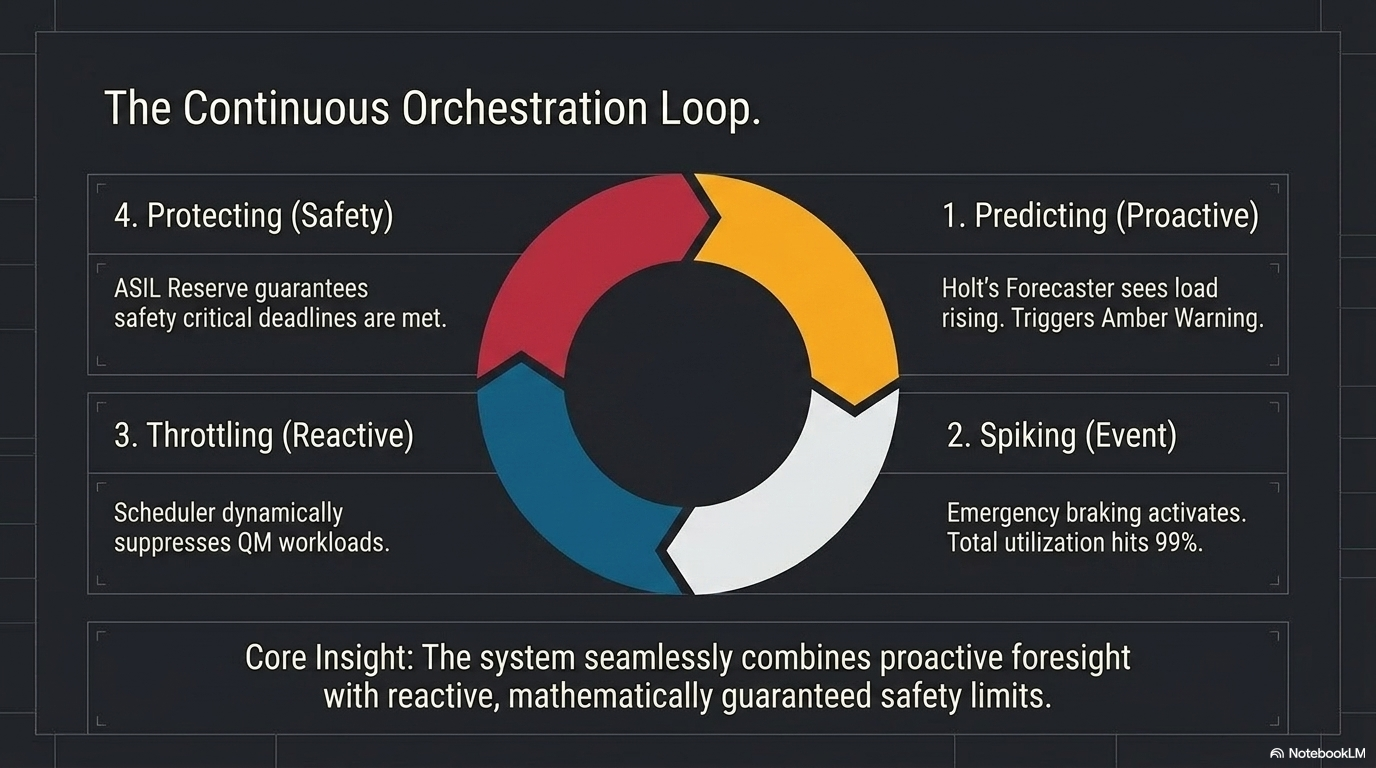 The Continuous Orchestration Loop.
4. Protecting (Safety)
ASIL Reserve guarantees
safety critical deadlines are met.
1. Predicting (Proactive)
Holt's Forecaster sees load
rising. Triggers Amber Warning.
3. Throttling (Reactive)
Scheduler dynamically
suppresses QM workloads.
2. Spiking (Event)
Emergency braking activates.
Total utilization hits 99%.
Core Insight: The system seamlessly combines proactive foresight
with reactive, mathematically guaranteed safety limits.
NotebookLM